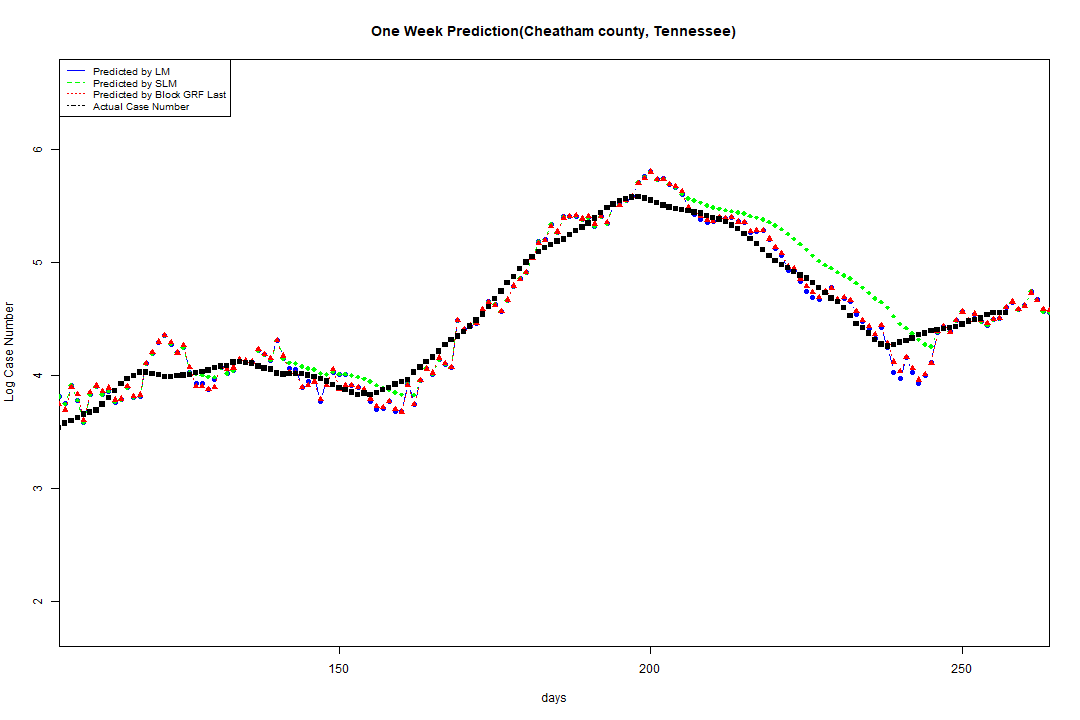 One Week Prediction(Cheatham county, Tennessee)
Predicted by LM
Predicted by SLM
Predicted by Block GRF Last
Actual Case Number
Log Case Number
6
5
4
3
2
150 200 250
days